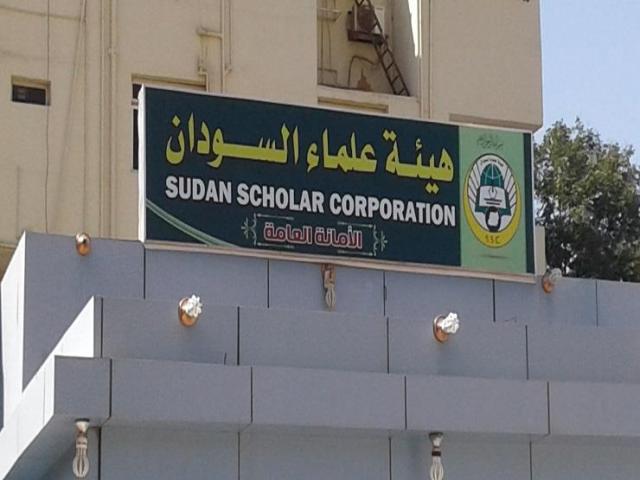 هيئة علماء السودان
SUDAN SCHOLAR CORPORATION
الأمانة العامة
S.S.C